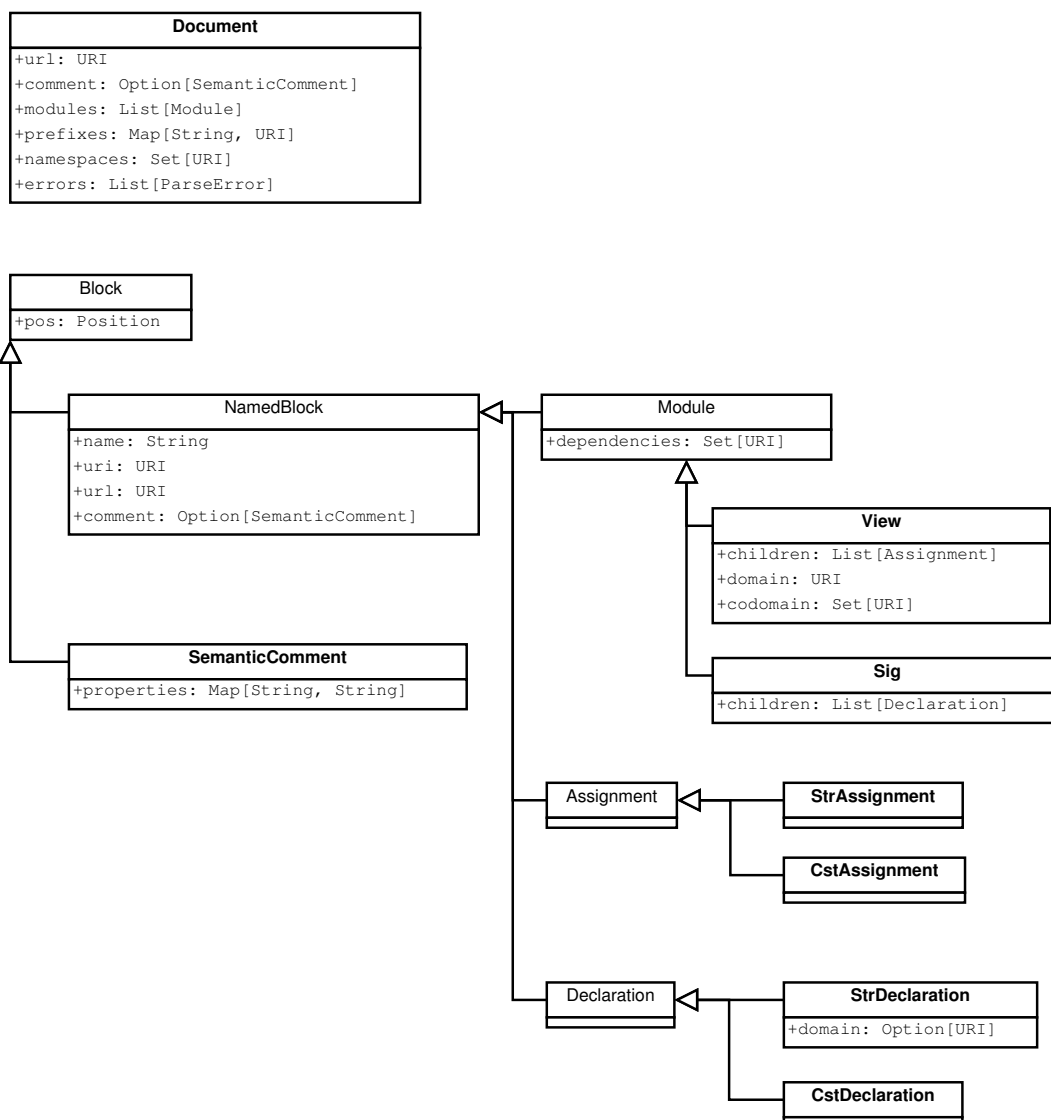 Document
+url: URI
+comment: Option[SemanticComment]
+modules: List[Module]
+prefixes: Map[String, URI]
+namespaces: Set[URI]
+errors: List[ParseError]
Block
+pos: Position
NamedBlock
+name: String
+uri: URI
+url: URI
+comment: Option[SemanticComment]
Module
+dependencies: Set[URI]
View
+children: List[Assignment]
+domain: URI
+codomain: Set[URI]
SemanticComment
+properties: Map[String, String]
Sig
+children: List[Declaration]
Assignment
StrAssignment
CstAssignment
Declaration
StrDeclaration
+domain: Option[URI]
CstDeclaration